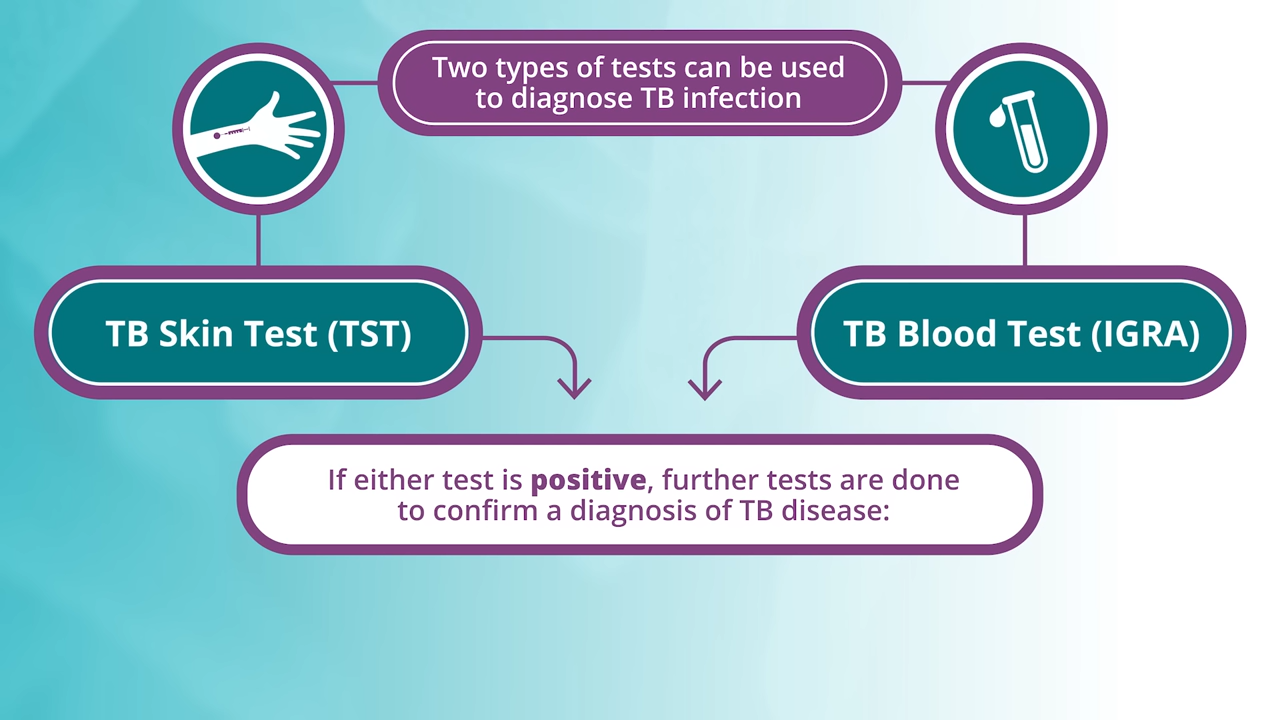 Two types of tests can be used
to diagnose TB infection
TB Skin Test (TST)
TB Blood Test (IGRA)
If either test is positive, further tests are done
to confirm a diagnosis of TB disease: